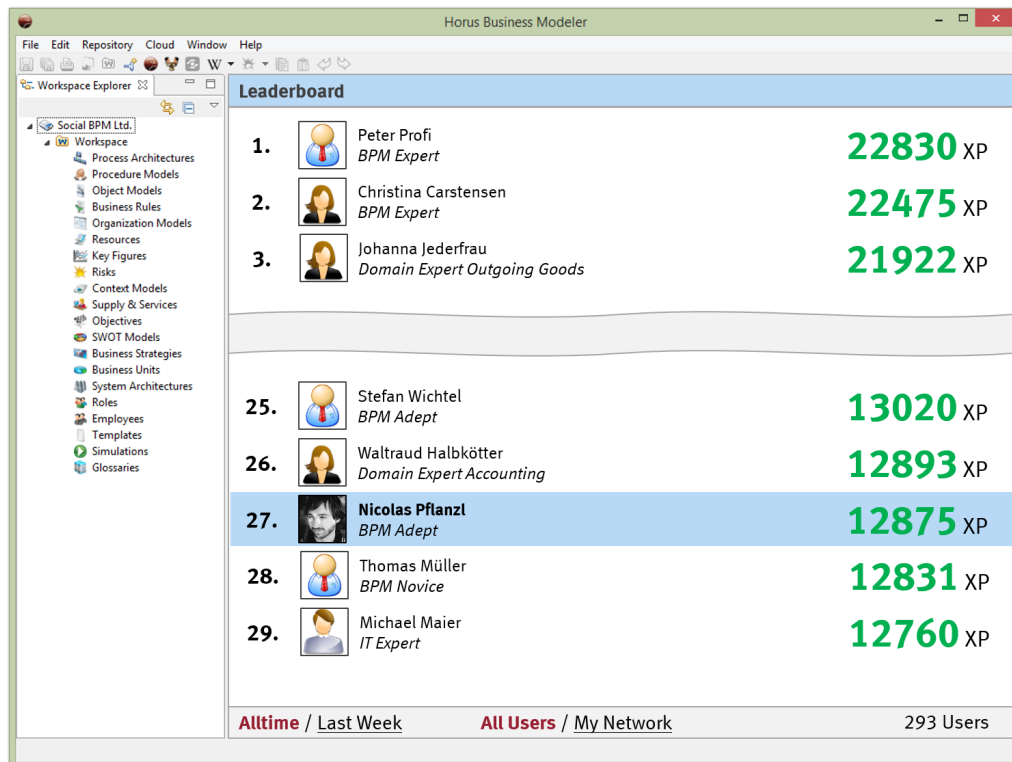 Horus Business Modeler
File Edit Repository Cloud Window Help
W
Workspace Explorer
Leaderboard
Social BPM Ltd.
Workspace
Process Architectures
Procedure Models
Object Models
Business Rules
Organization Models
Resources
Key Figures
Risks
Context Models
Supply & Services
Objectives
SWOT Models
Business Strategies
Business Units
System Architectures
Roles
Employees
Templates
Simulations
Glossaries
1. Peter Profi 22830 XP
BPM Expert
2. Christina Carstensen 22475 XP
BPM Expert
3. Johanna Jederfrau 21922 XP
Domain Expert Outgoing Goods
25. Stefan Wichtel 13020 XP
BPM Adept
26. Waltraud Halbkötter 12893 XP
Domain Expert Accounting
27. Nicolas Pflanzl 12875 XP
BPM Adept
28. Thomas Müller 12831 XP
BPM Novice
29. Michael Maier 12760 XP
IT Expert
Alltime / Last Week All Users / My Network 293 Users